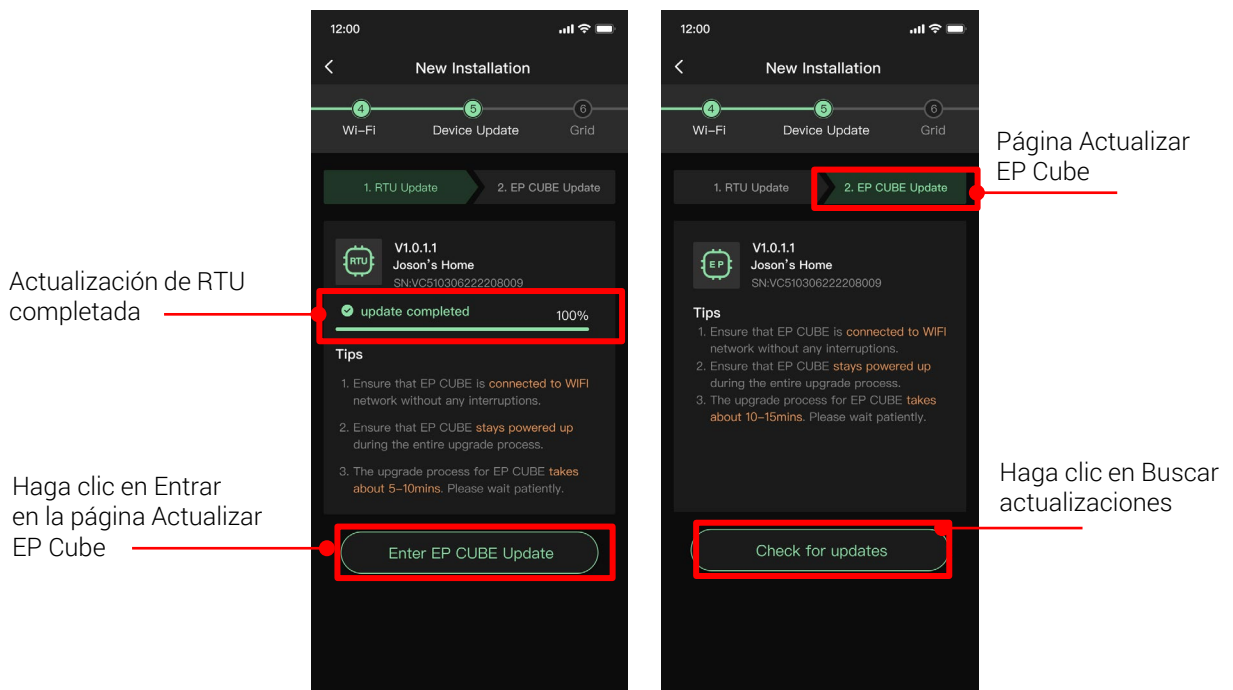 12:00
New Installation
4
5
6
Wi-Fi
Device Update
Grid
1. RTU Update
2. EP CUBE Update
RTU
V1.0.1.1
Joson's Home
SN:VC510306222208009
update completed
100%
Tips
1. Ensure that EP CUBE is connected to WIFI
network without any interruptions.
2. Ensure that EP CUBE stays powered up
during the entire upgrade process.
3. The upgrade process for EP CUBE takes
about 5-10mins. Please wait patiently.
Enter EP CUBE Update
Actualización de RTU
completada
Haga clic en Entrar
en la página Actualizar
EP Cube
12:00
New Installation
4
5
6
Wi-Fi
Device Update
Grid
1. RTU Update
2. EP CUBE Update
EP
V1.0.1.1
Joson's Home
SN:VC510306222208009
Tips
1. Ensure that EP CUBE is connected to WIFI
network without any interruptions.
2. Ensure that EP CUBE stays powered up
during the entire upgrade process.
3. The upgrade process for EP CUBE takes
about 10-15mins. Please wait patiently.
Check for updates
Página Actualizar
EP Cube
Haga clic en Buscar
actualizaciones